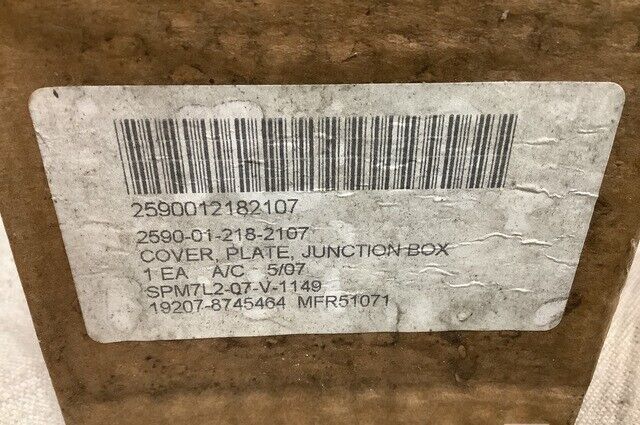 2590012182107
2590-01-218-2107
COVER, PLATE, JUNCTION BOX
1 EA A/C 5/07
SPM7L2-07-V-1149
19207-8745464 MFR51071